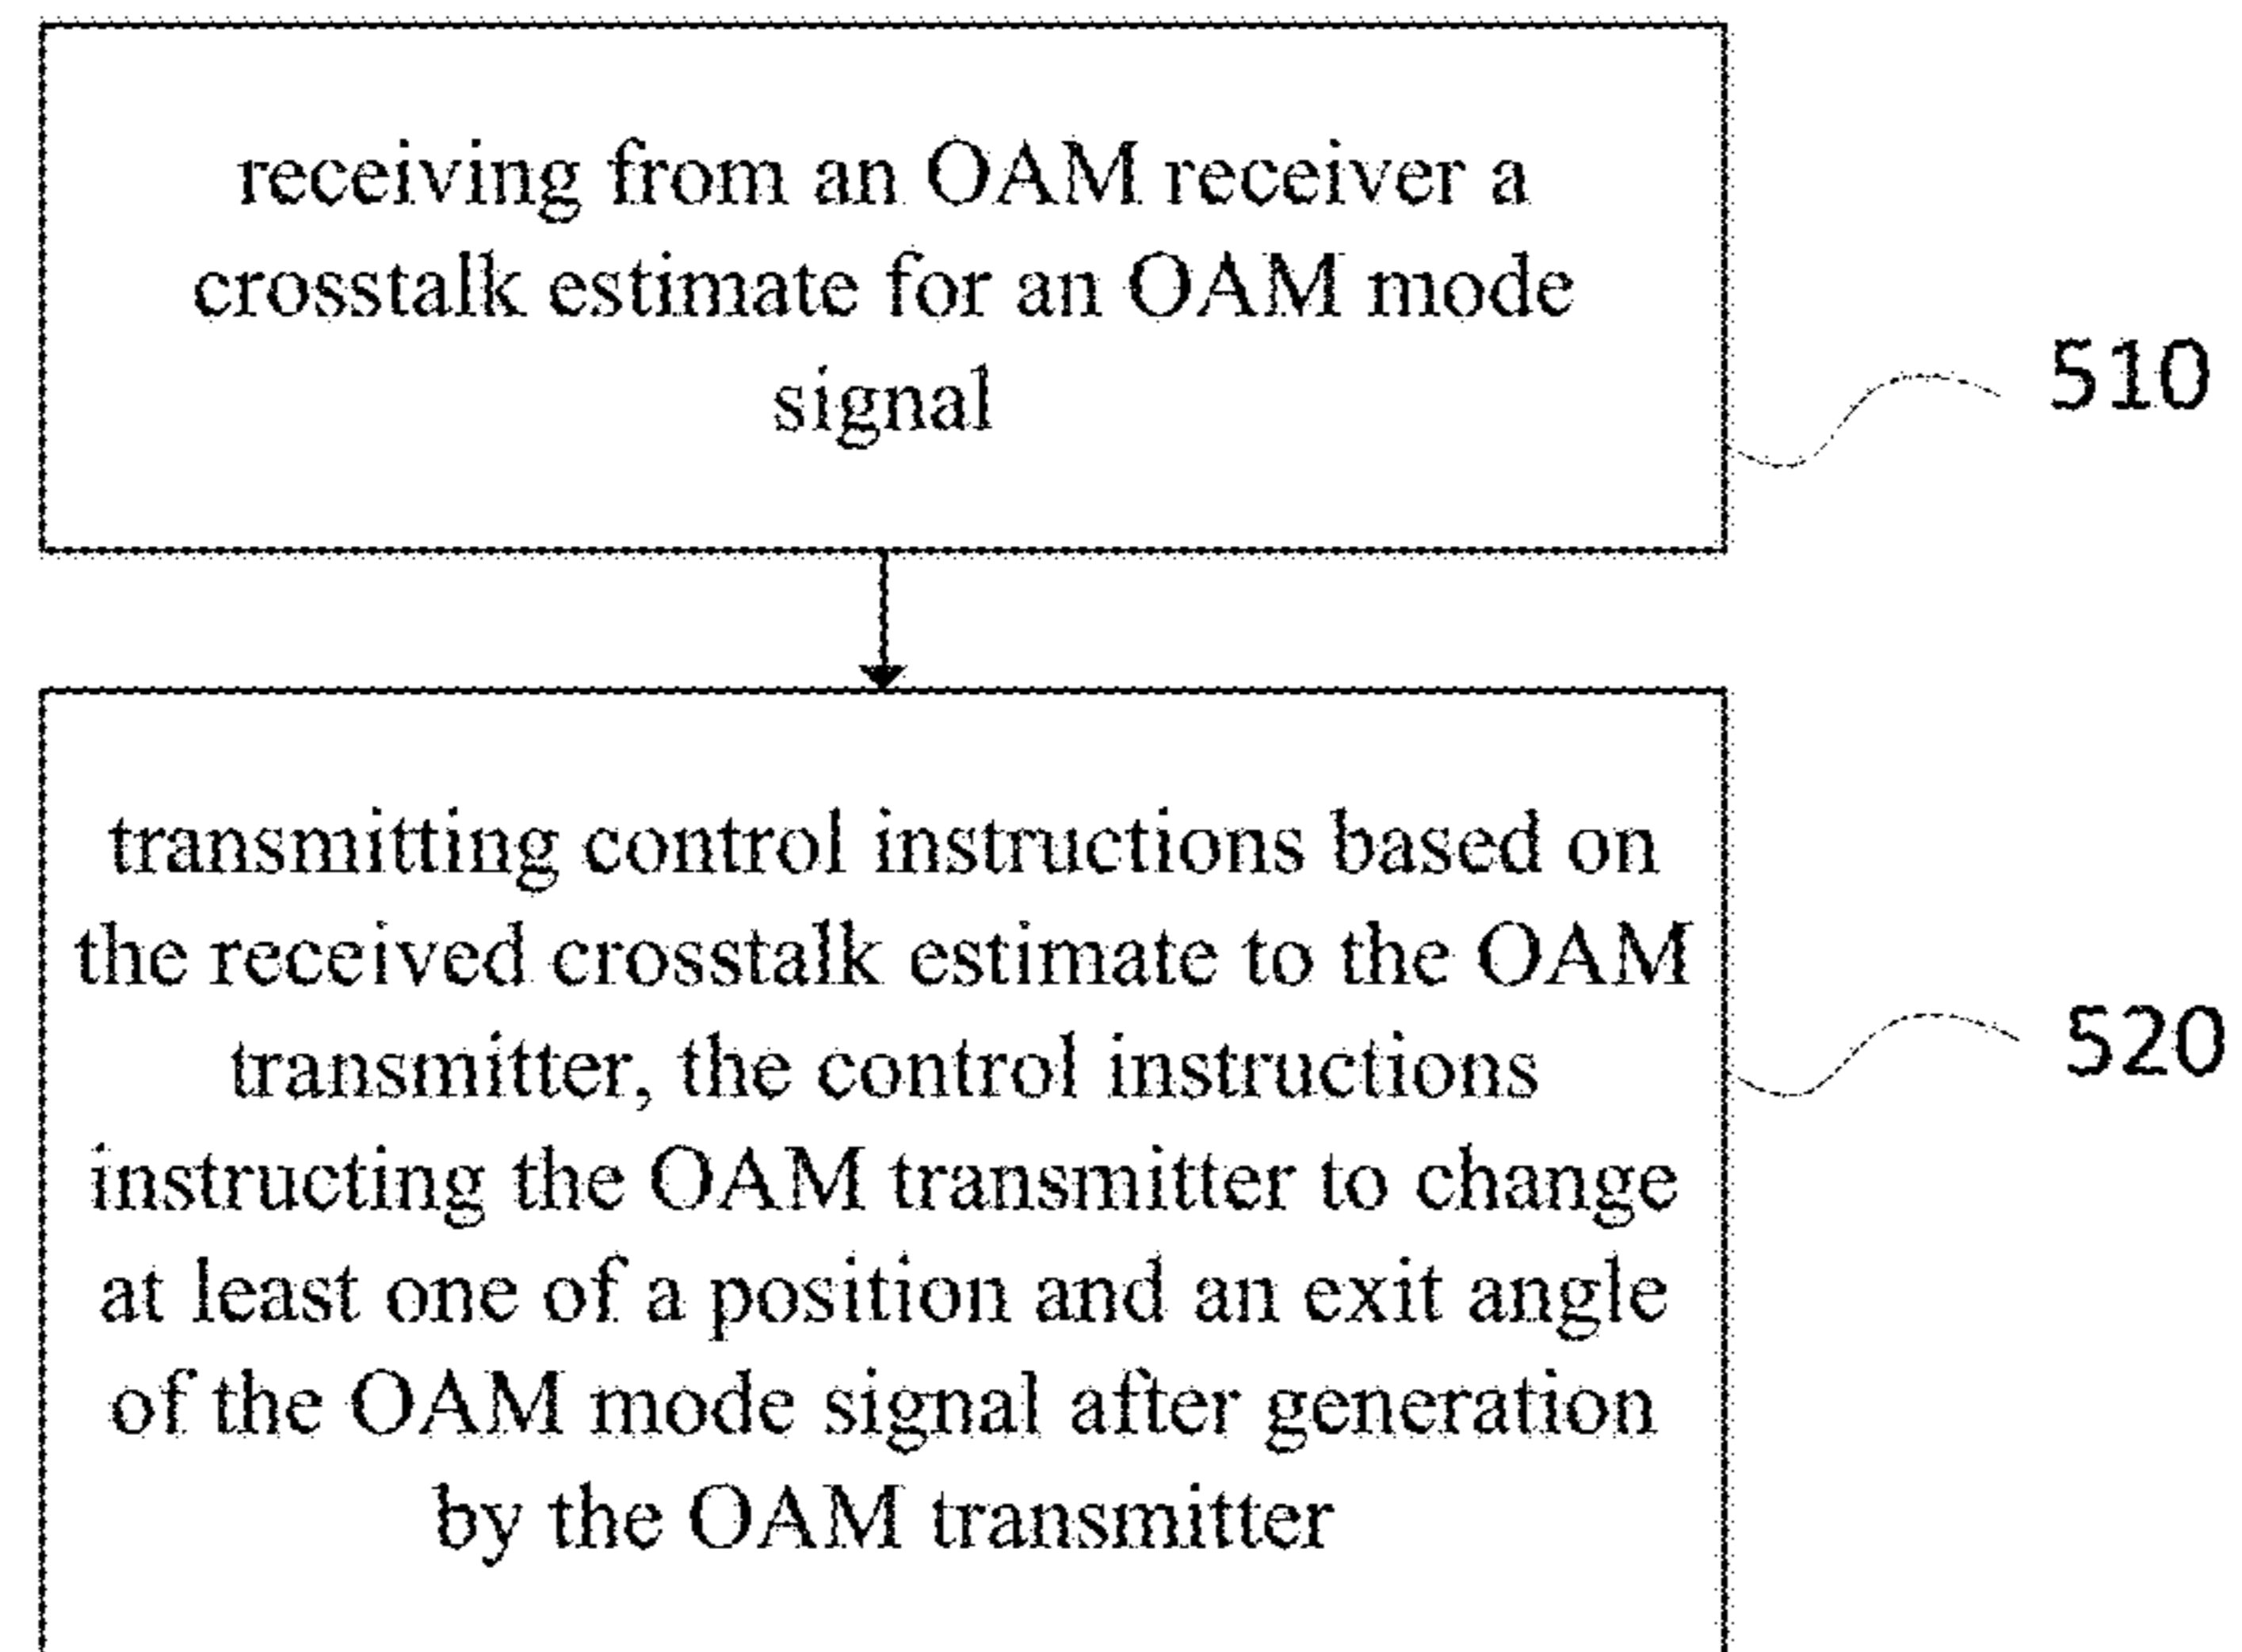 receiving from an OAM receiver a
crosstalk estimate for an OAM mode
signal
510
transmitting control instructions based on
the received crosstalk estimate to the OAM
transmitter, the control instructions
instructing the OAM transmitter to change
at least one of a position and an exit angle
of the OAM mode signal after generation
by the OAM transmitter
520